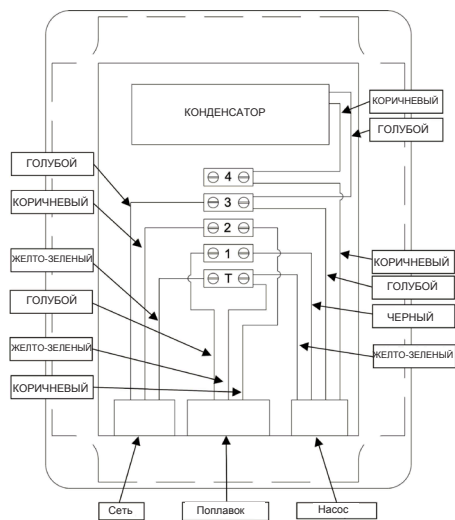 КОРИЧНЕВЫЙ
КОНДЕНСАТОР
ГОЛУБОЙ
4
ГОЛУБОЙ
3
КОРИЧНЕВЫЙ
2
ЖЕЛТО-ЗЕЛЕНЫЙ
1
КОРИЧНЕВЫЙ
T
ГОЛУБОЙ
ГОЛУБОЙ
ЧЕРНЫЙ
ЖЕЛТО-ЗЕЛЕНЫЙ
ЖЕЛТО-ЗЕЛЕНЫЙ
КОРИЧНЕВЫЙ
Сеть
Поплавок
Насос